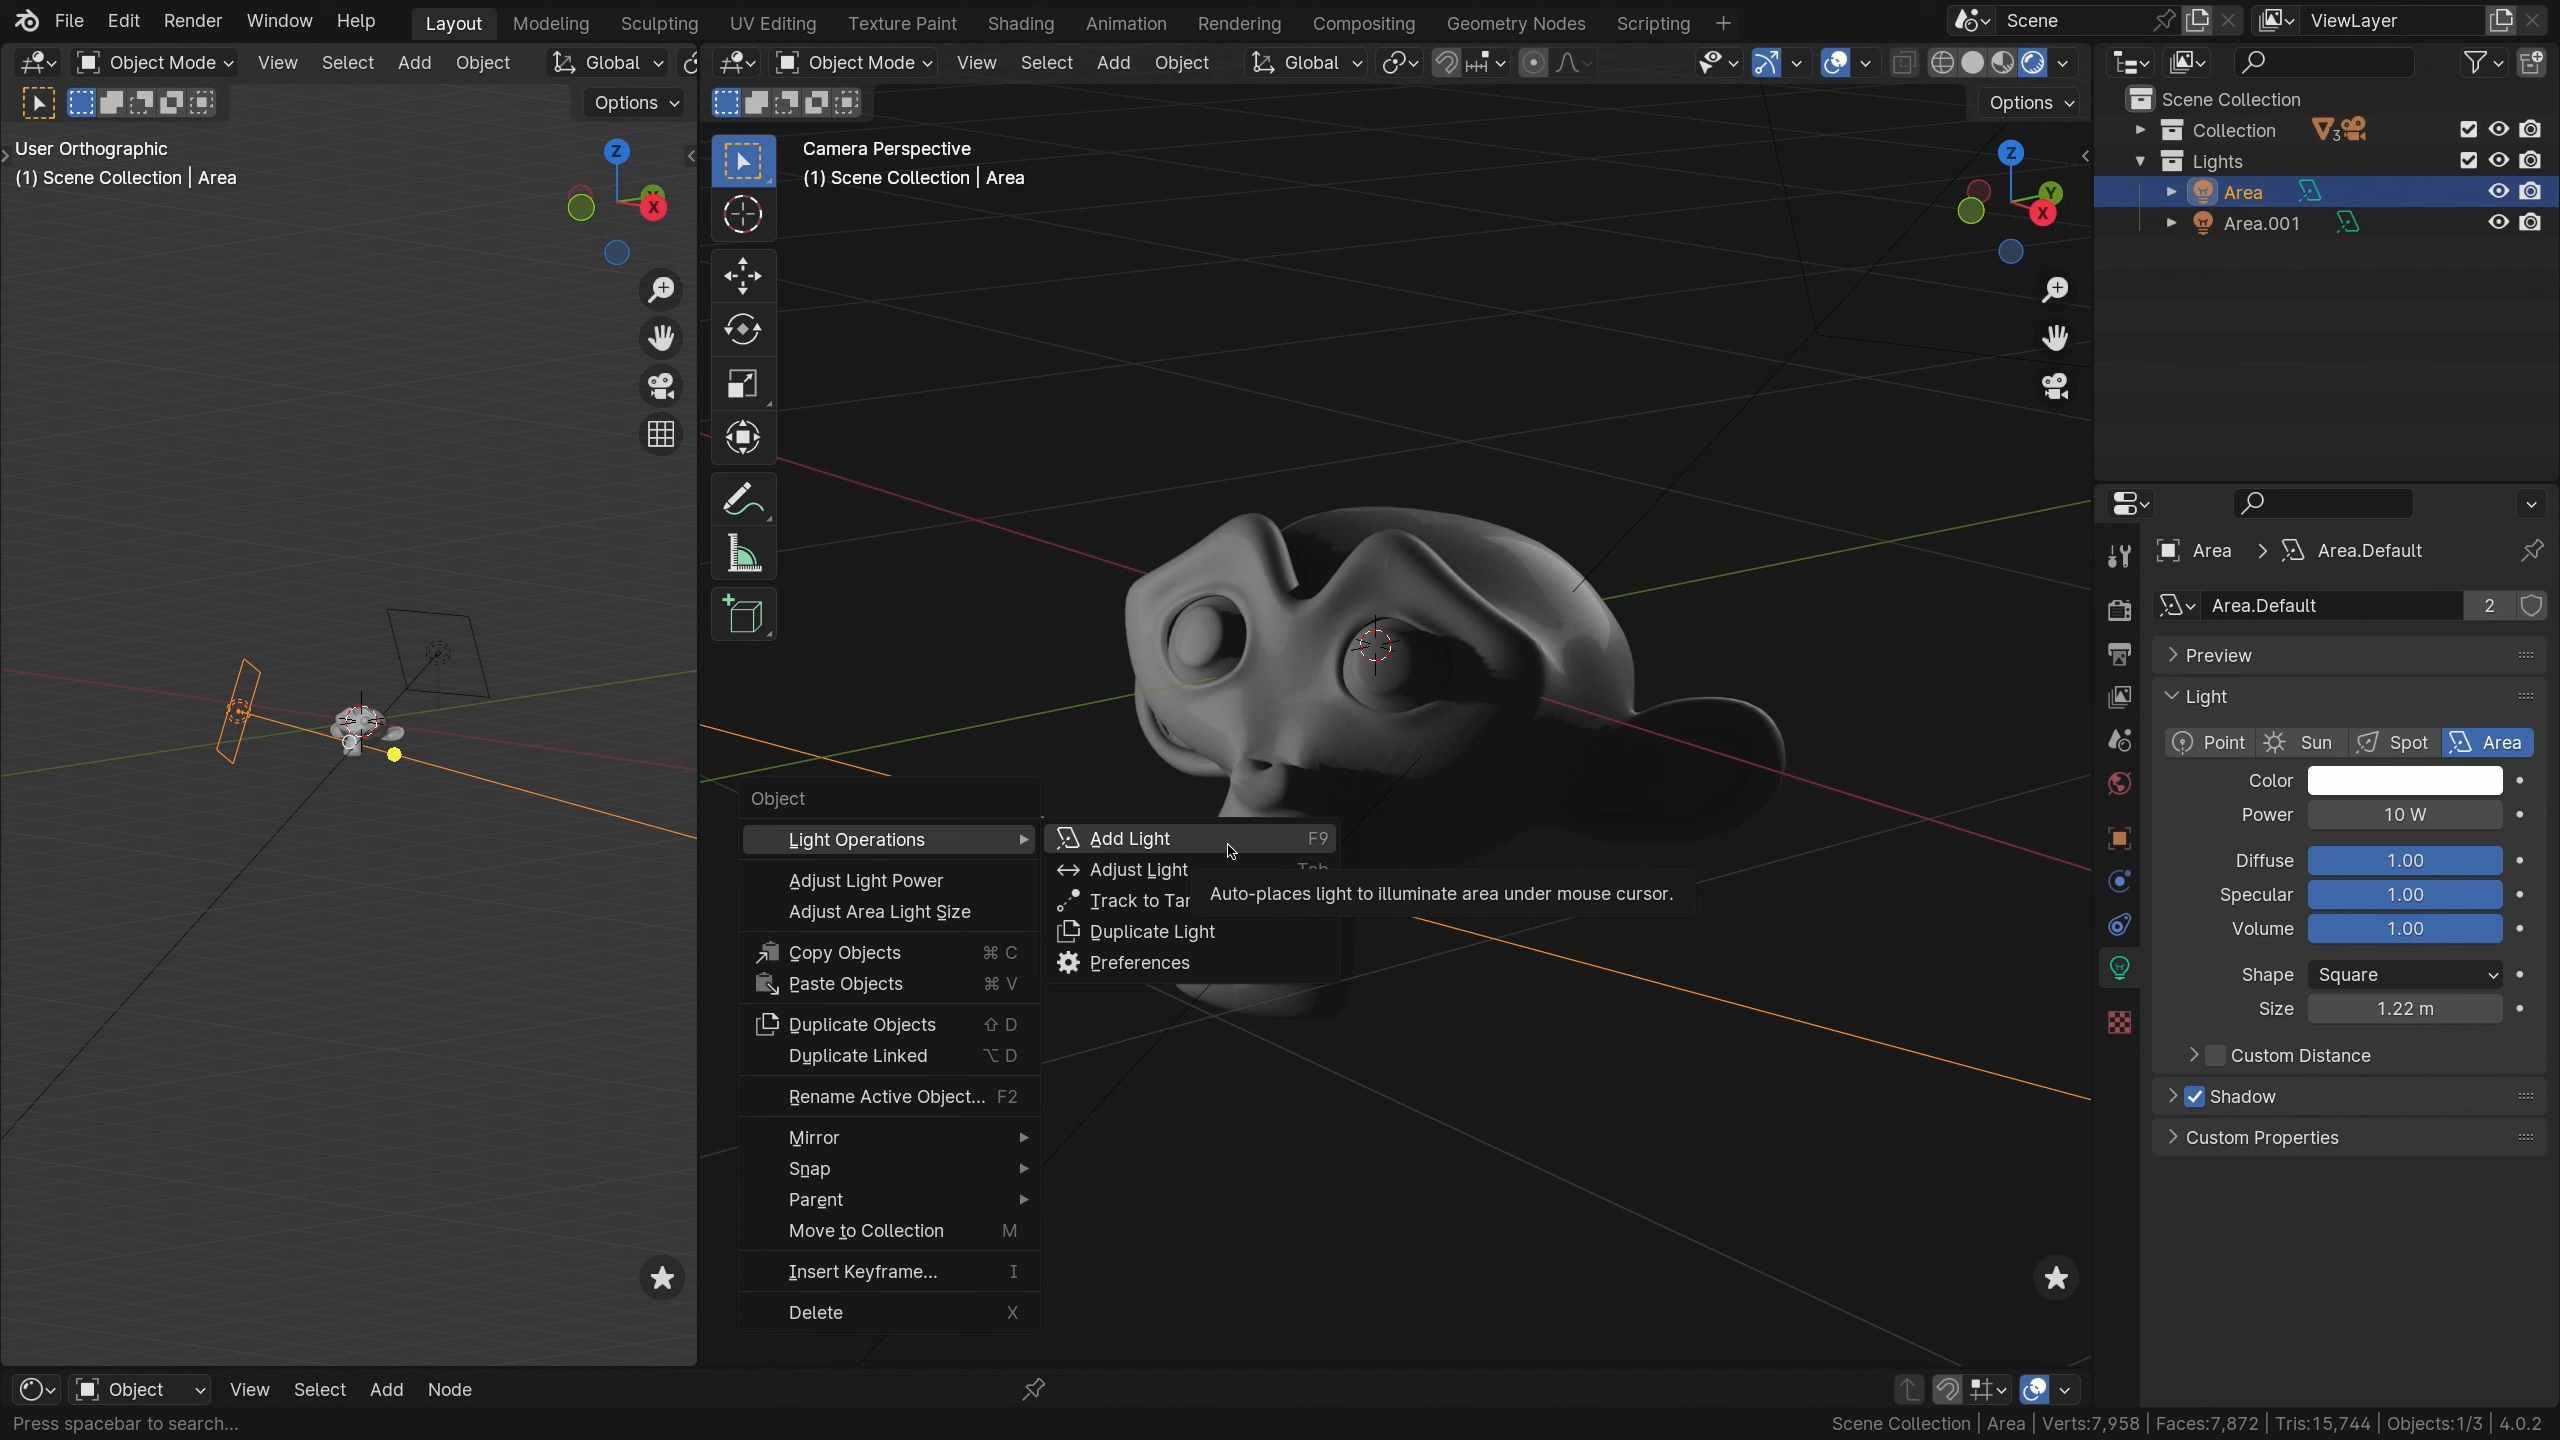 File Edit Render Window Help Layout Modeling Sculpting UV Editing Texture Paint Shading Animation Rendering Compositing Geometry Nodes Scripting + Scene ViewLayer
Object Mode View Select Add Object Global
Options
User Orthographic
(1) Scene Collection | Area
Z
Y
X
Object Mode View Select Add Object Global
Options
Camera Perspective
(1) Scene Collection | Area
Z
Y
X
Object
Light Operations
Adjust Light Power
Adjust Area Light Size
Copy Objects ⌘ C
Paste Objects ⌘ V
Duplicate Objects ⇧ D
Duplicate Linked ⌥ D
Rename Active Object... F2
Mirror
Snap
Parent
Move to Collection M
Insert Keyframe... I
Delete X
Add Light F9
Adjust Light Tab
Track to Tar
Duplicate Light
Preferences
Auto-places light to illuminate area under mouse cursor.
Scene Collection
Collection 3
Lights
Area
Area.001
Area > Area.Default
Area.Default 2
Preview
Light
Point Sun Spot Area
Color
Power 10 W
Diffuse 1.00
Specular 1.00
Volume 1.00
Shape Square
Size 1.22 m
Custom Distance
Shadow
Custom Properties
Object View Select Add Node
Press spacebar to search...
Scene Collection | Area | Verts:7,958 | Faces:7,872 | Tris:15,744 | Objects:1/3 | 4.0.2